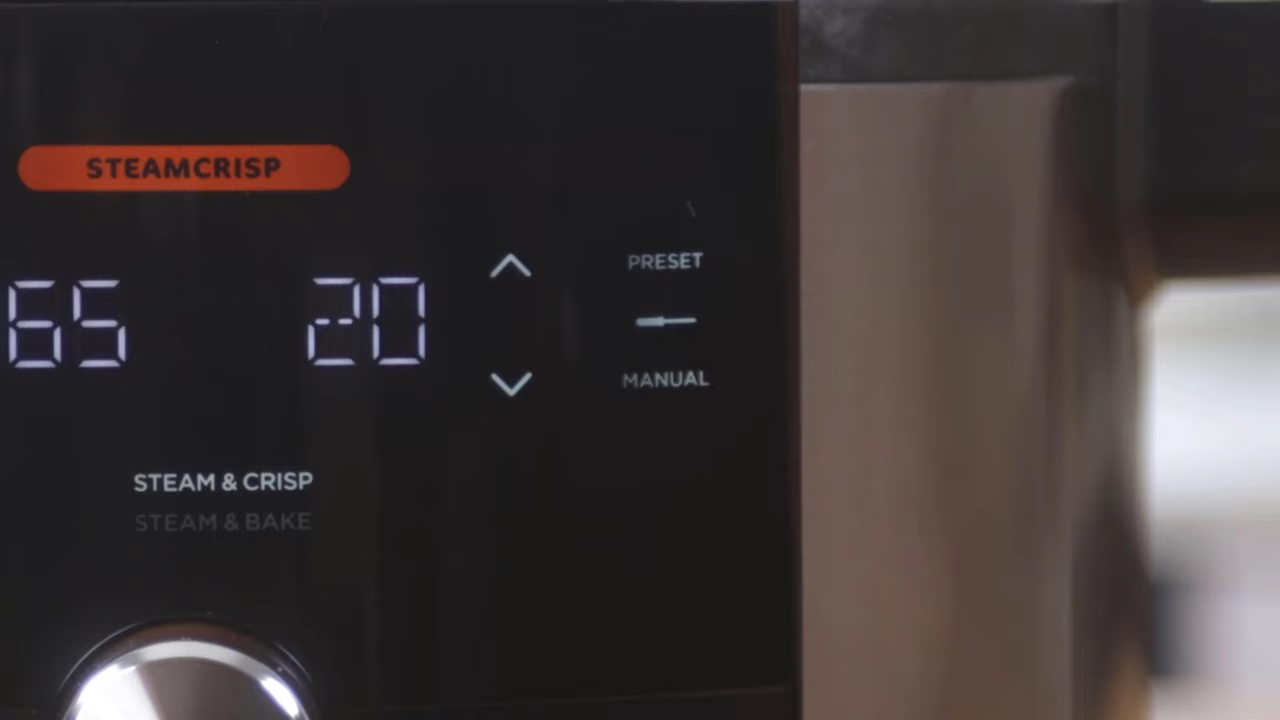 STEAMCRISP
65 20
PRESET
MANUAL
STEAM & CRISP
STEAM & BAKE